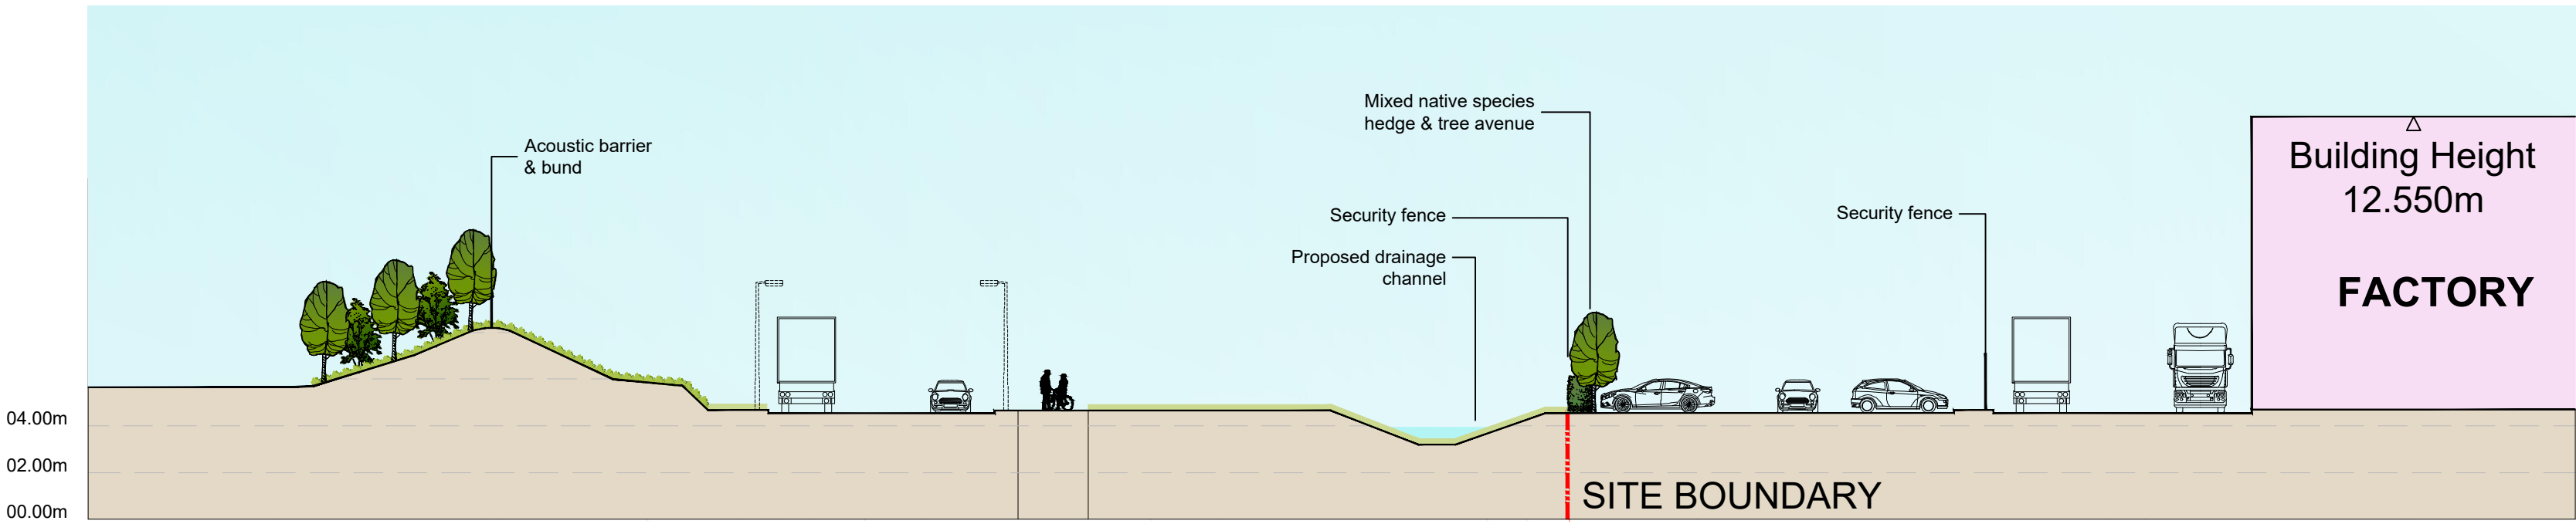 Acoustic barrier
& bund
Mixed native species
hedge & tree avenue
Security fence
Proposed drainage
channel
Security fence
Building Height
12.550m
FACTORY
04.00m
02.00m
00.00m
SITE BOUNDARY